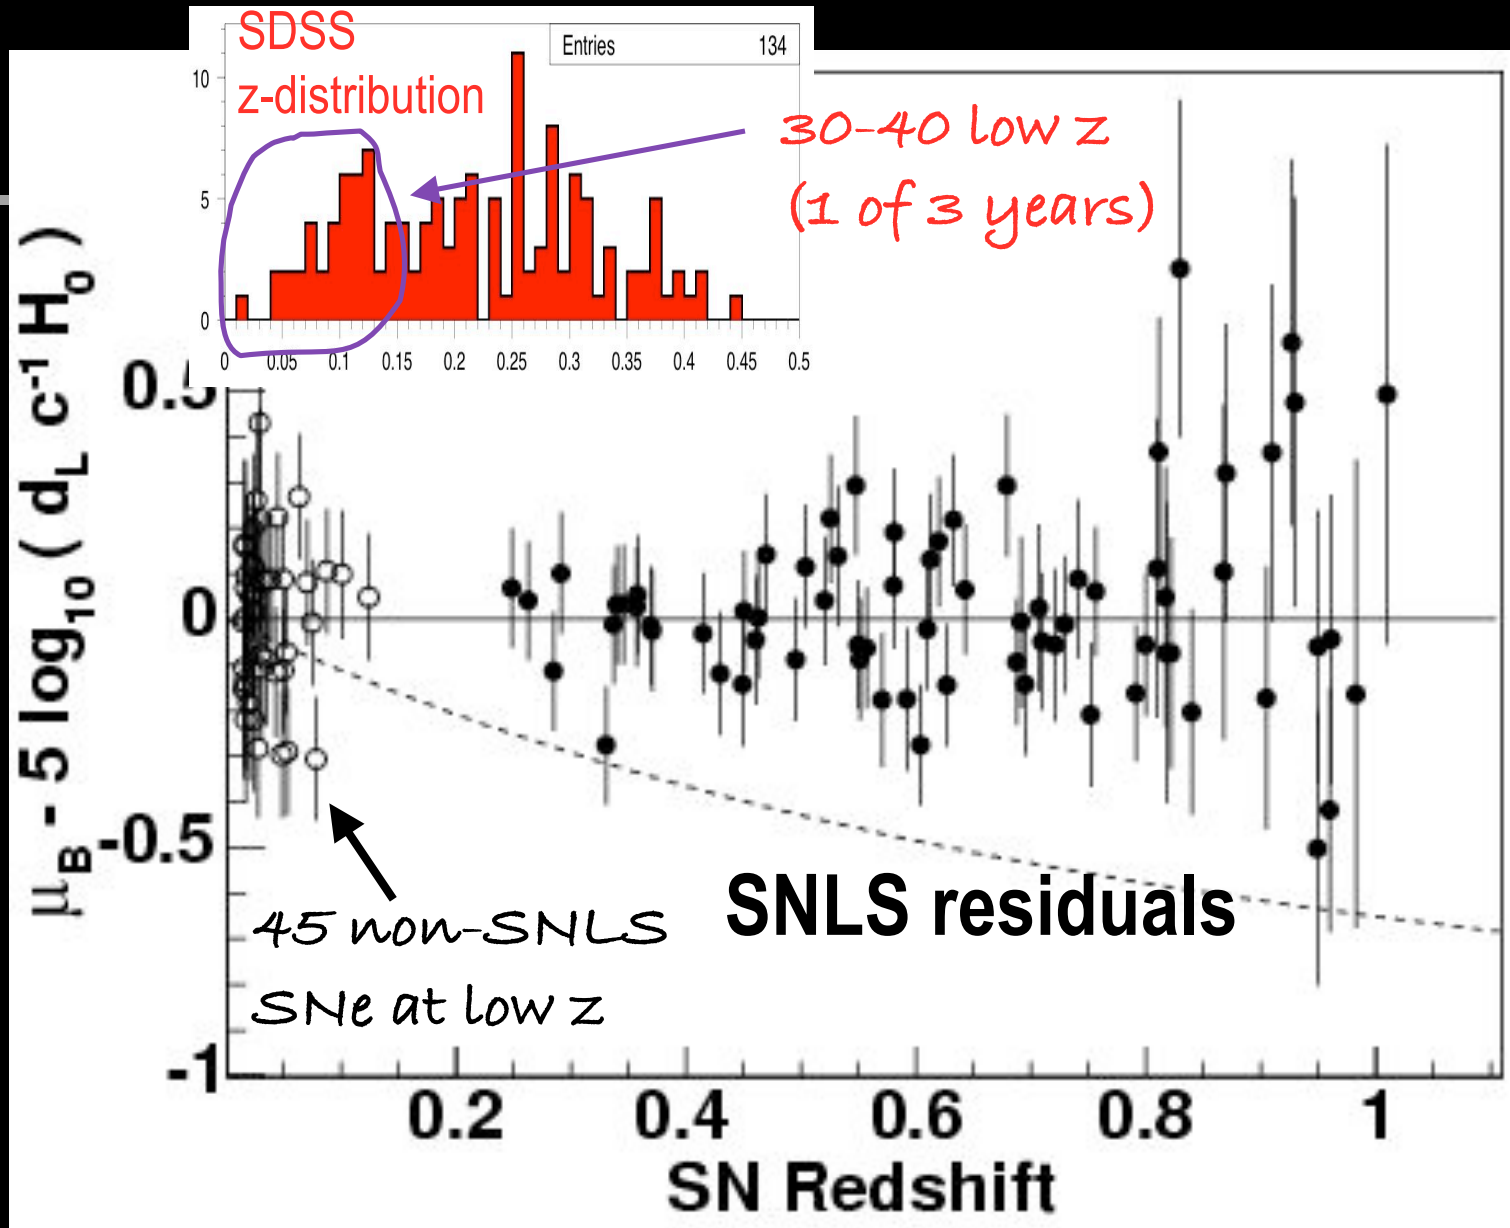 SDSS
z-distribution
Entries 134
10
5
0
0 0.05 0.1 0.15 0.2 0.25 0.3 0.35 0.4 0.45 0.5
30-40 low z
(1 of 3 years)
μB - 5 log10 ( dL c-1 H0 )
0.5
0
-0.5
-1
45 non-SNLS
SNe at low z
SNLS residuals
0.2 0.4 0.6 0.8 1
SN Redshift